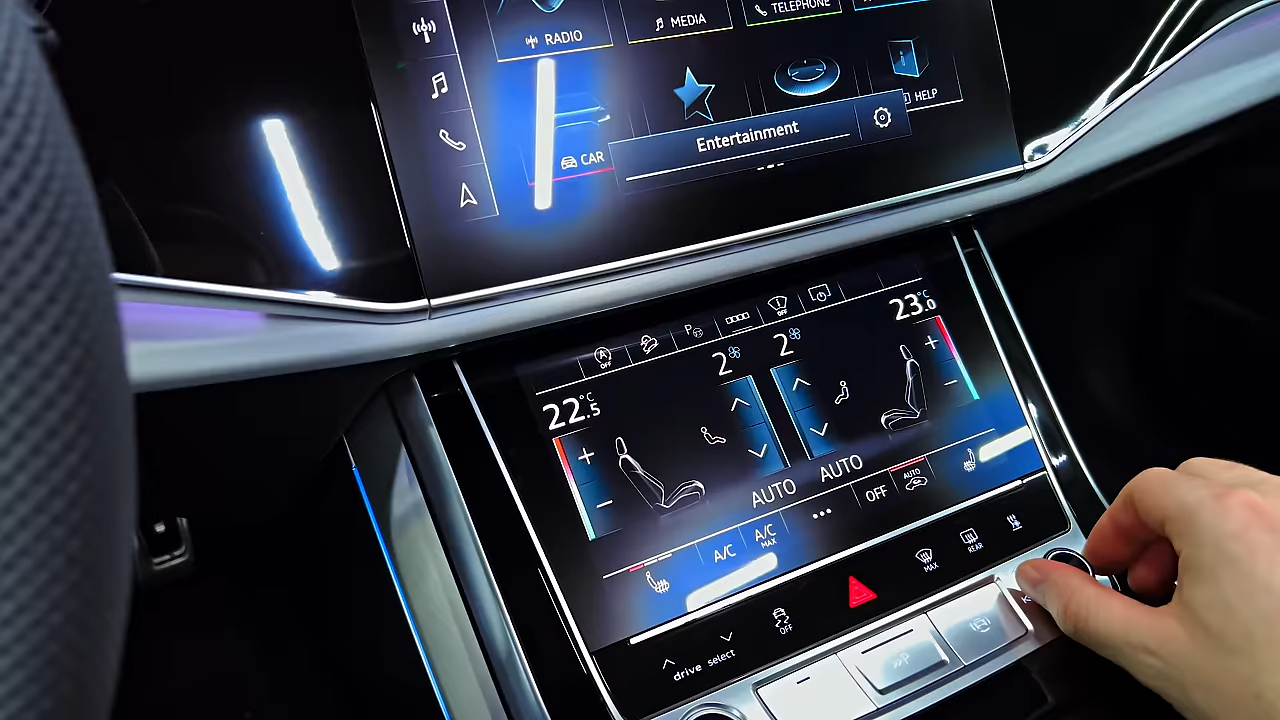 RADIO
MEDIA
TELEPHONE
CAR
Entertainment
HELP
A OFF
P
OFF
22.5 °C
2
2
23.0 °C
AUTO
AUTO
A/C
A/C MAX
OFF
AUTO
drive select
OFF
MAX
REAR
P